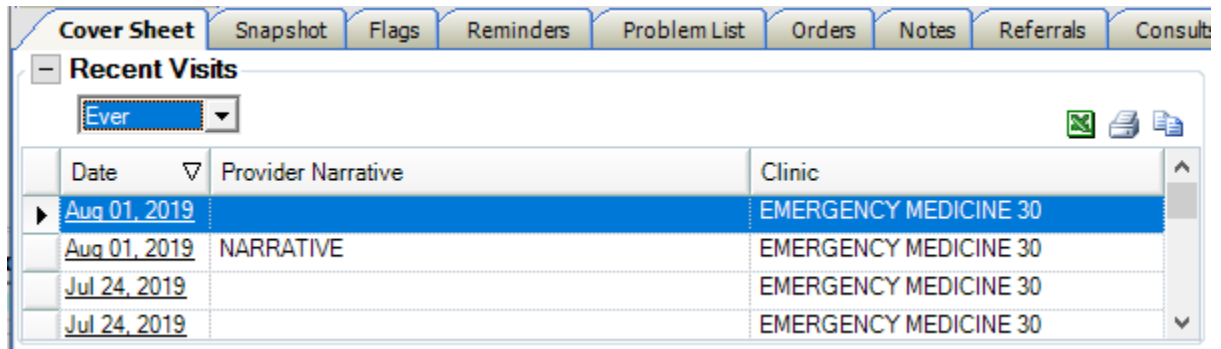 Cover Sheet Snapshot Flags Reminders Problem List Orders Notes Referrals Consults
Recent Visits
Ever
Date Provider Narrative Clinic
Aug 01, 2019 EMERGENCY MEDICINE 30
Aug 01, 2019 NARRATIVE EMERGENCY MEDICINE 30
Jul 24, 2019 EMERGENCY MEDICINE 30
Jul 24, 2019 EMERGENCY MEDICINE 30